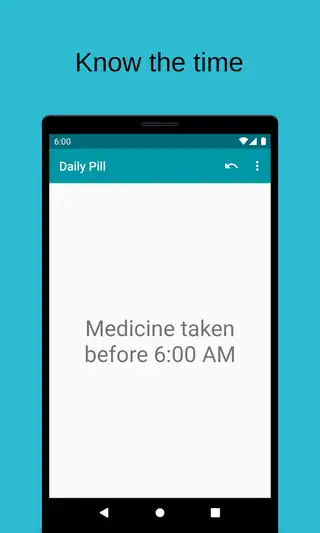 Know the time
6:00
Daily Pill
Medicine taken
before 6:00 AM